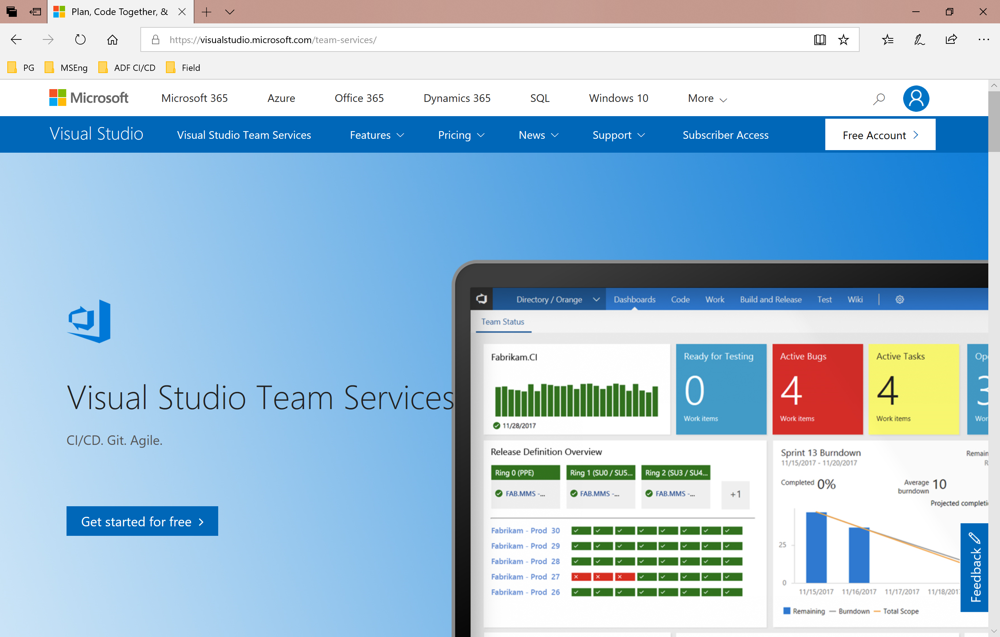 Plan, Code Together, &
https://visualstudio.microsoft.com/team-services/
PG MSEng ADF CI/CD Field
Microsoft Microsoft 365 Azure Office 365 Dynamics 365 SQL Windows 10 More
Visual Studio Visual Studio Team Services Features Pricing News Support Subscriber Access Free Account
Directory / Orange Dashboards Code Work Build and Release Test Wiki
Team Status
Fabrikam.CI
11/28/2017
Ready for Testing
0
Work items
Active Bugs
4
Work items
Active Tasks
4
Work items
Visual Studio Team Services
CI/CD. Git. Agile.
Get started for free
Release Definition Overview
Ring 0 (PPE) Ring 1 (SU0 / SU5... Ring 2 (SU3 / SU4...
FAB.MMS -... FAB.MMS -... FAB.MMS -... +1
Fabrikam - Prod 30
Fabrikam - Prod 29
Fabrikam - Prod 28
Fabrikam - Prod 27
Fabrikam - Prod 26
Sprint 13 Burndown
11/15/2017 - 11/20/2017
Completed 0%
Average burndown 10
Projected
25
0
11/15/2017 11/16/2017 11/17/2017
Remaining Burndown Total Scope
Feedback